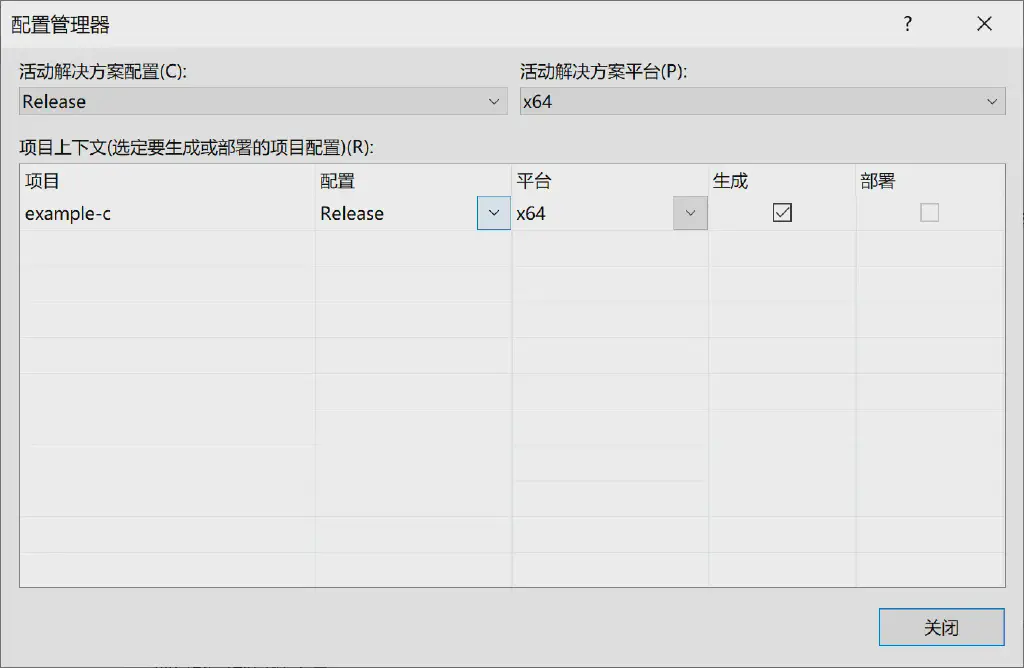 配置管理器
活动解决方案配置(C):
活动解决方案平台(P):
Release
x64
项目上下文(选定要生成或部署的项目配置)(R):
项目 配置 平台 生成 部署
example-c Release x64
关闭